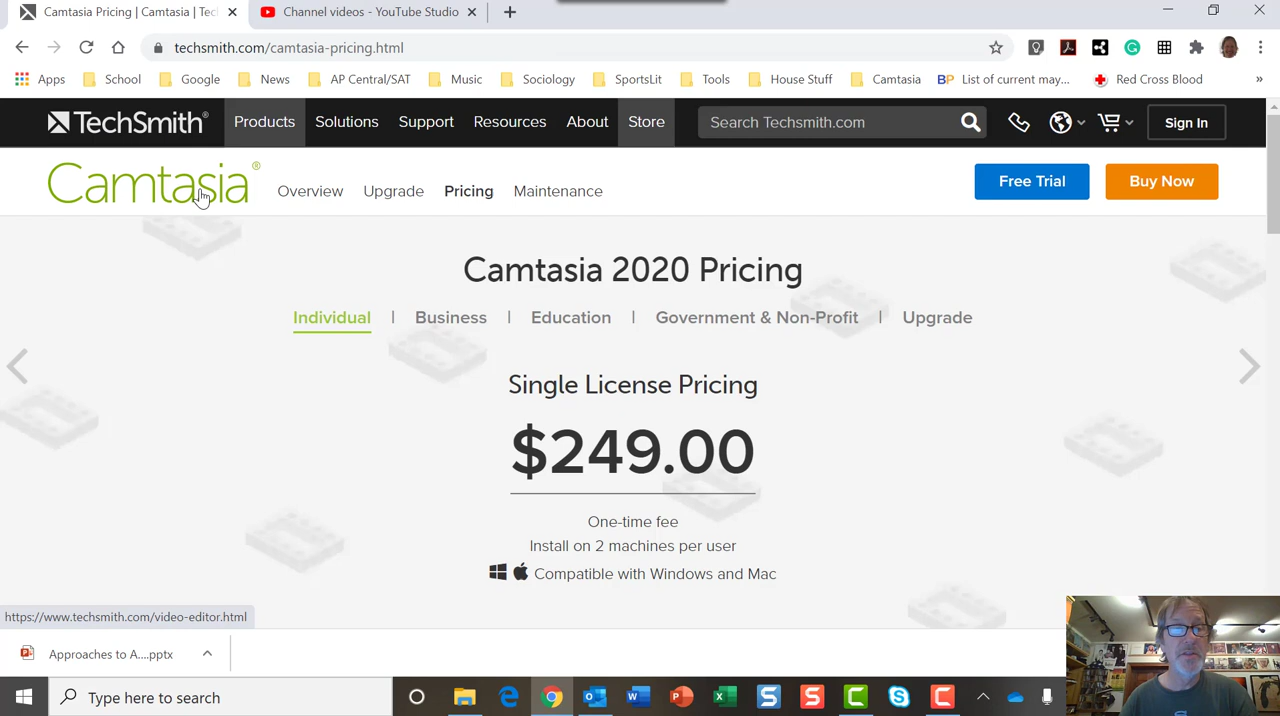 Camtasia Pricing | Camtasia | Tec
Channel videos - YouTube Studio
techsmith.com/camtasia-pricing.html
Apps
School
Google
News
AP Central/SAT
Music
Sociology
SportsLit
Tools
House Stuff
Camtasia
BP List of current may...
Red Cross Blood
»
TechSmith®
Products
Solutions
Support
Resources
About
Store
Search Techsmith.com
Sign In
Camtasia®
Overview
Upgrade
Pricing
Maintenance
Free Trial
Buy Now
Camtasia 2020 Pricing
Individual | Business | Education | Government & Non-Profit | Upgrade
Single License Pricing
$249.00
One-time fee
Install on 2 machines per user
Compatible with Windows and Mac
https://www.techsmith.com/video-editor.html
Approaches to A....pptx
Type here to search